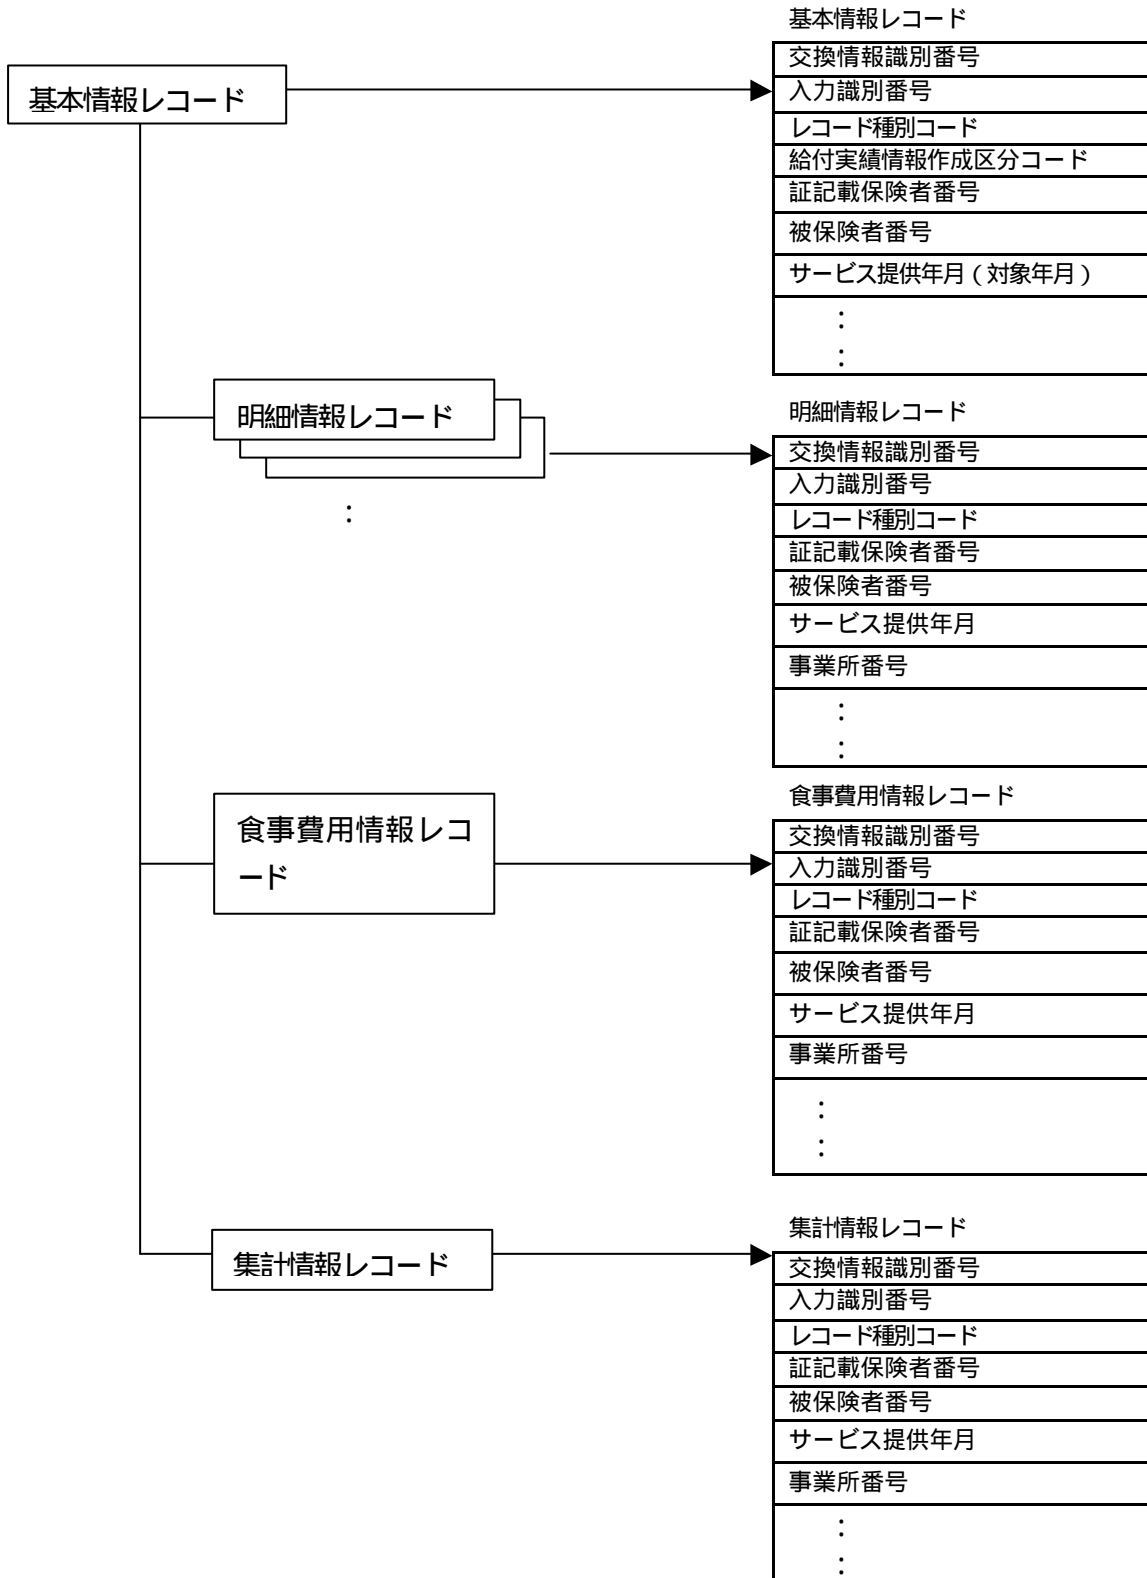 基本情報レコード
基本情報レコード
交換情報識別番号
入力識別番号
レコード種別コード
給付実績情報作成区分コード
証記載保険者番号
被保険者番号
サービス提供年月(対象年月)
:
:
明細情報レコード
:
明細情報レコード
交換情報識別番号
入力識別番号
レコード種別コード
証記載保険者番号
被保険者番号
サービス提供年月
事業所番号
:
:
食事費用情報レコ
ード
食事費用情報レコード
交換情報識別番号
入力識別番号
レコード種別コード
証記載保険者番号
被保険者番号
サービス提供年月
事業所番号
:
:
集計情報レコード
集計情報レコード
交換情報識別番号
入力識別番号
レコード種別コード
証記載保険者番号
被保険者番号
サービス提供年月
事業所番号
:
: